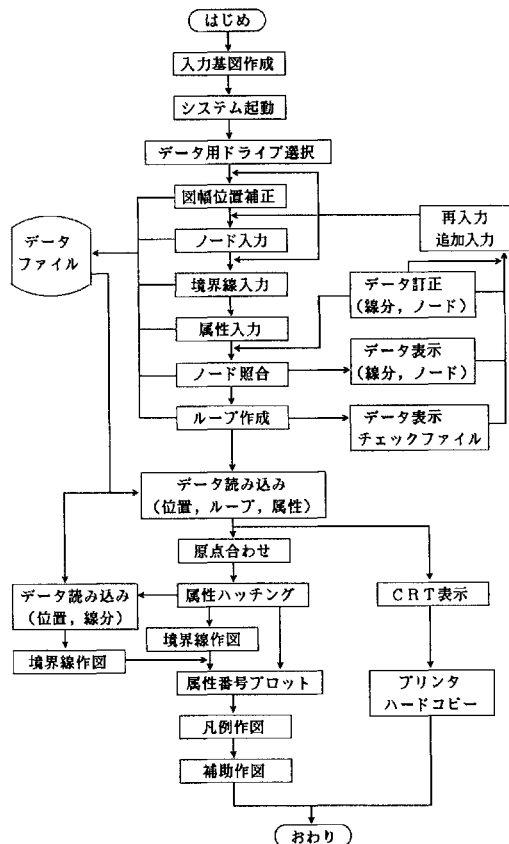 はじめ
入力基図作成
システム起動
データ用ドライブ選択
図幅位置補正
再入力
追加入力
データ
ファイル
ノード入力
境界線入力
データ訂正
(線分,ノード)
属性入力
ノード照合
データ表示
(線分,ノード)
ループ作成
データ表示
チェックファイル
データ読み込み
(位置,ループ,属性)
原点合わせ
データ読み込み
(位置,線分)
属性ハッチング
CRT表示
境界線作図
境界線作図
属性番号プロット
プリンタ
ハードコピー
凡例作図
補助作図
おわり